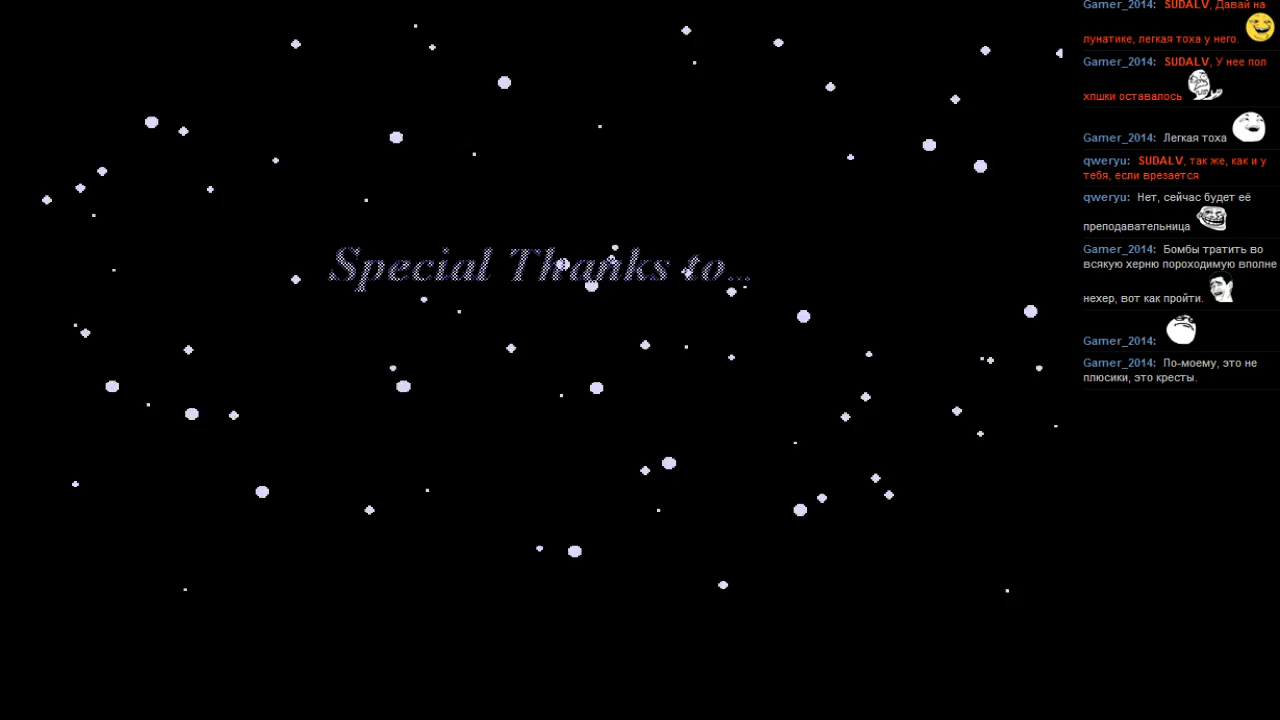 Special Thanks to...
Gamer_2014: SUDALV, Давай на
лунатике, легкая тоха у него.
Gamer_2014: SUDALV, У нее пол
хпшки оставалось
Gamer_2014: Легкая тоха
qweryu: SUDALV, так же, как и у
тебя, если врезается
qweryu: Нет, сейчас будет её
преподавательница
Gamer_2014: Бомбы тратить во
всякую херню пороходимую вполне
нехер, вот как пройти.
Gamer_2014:
Gamer_2014: По-моему, это не
плюсики, это кресты.